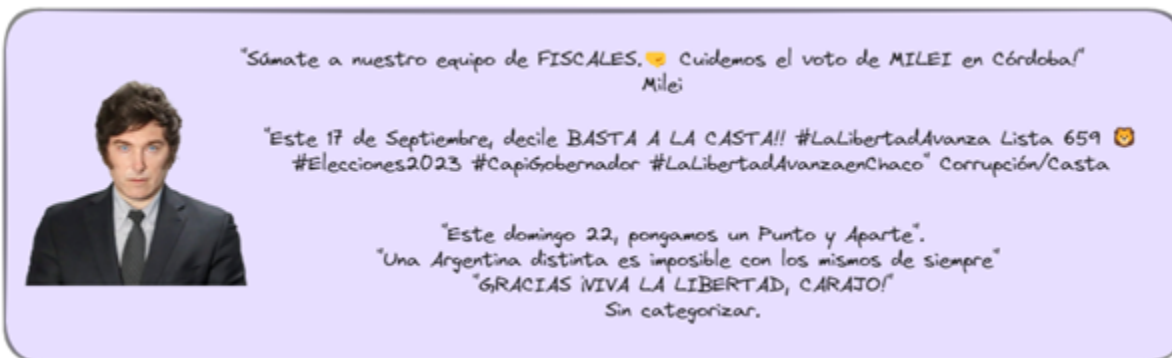 "Súmate a nuestro equipo de FISCALES.🤜 Cuidemos el voto de MILEI en Córdoba!"
Milei
"Este 17 de Septiembre, decile BASTA A LA CASTA!! #LaLibertadAvanza Lista 659 🦁
#Elecciones2023 #CapiGobernador #LaLibertadAvanzaenChaco" Corrupción/Casta
"Este domingo 22, pongamos un Punto y Aparte".
"Una Argentina distinta es imposible con los mismos de siempre"
"GRACIAS ¡VIVA LA LIBERTAD, CARAJO!"
Sin categorizar.